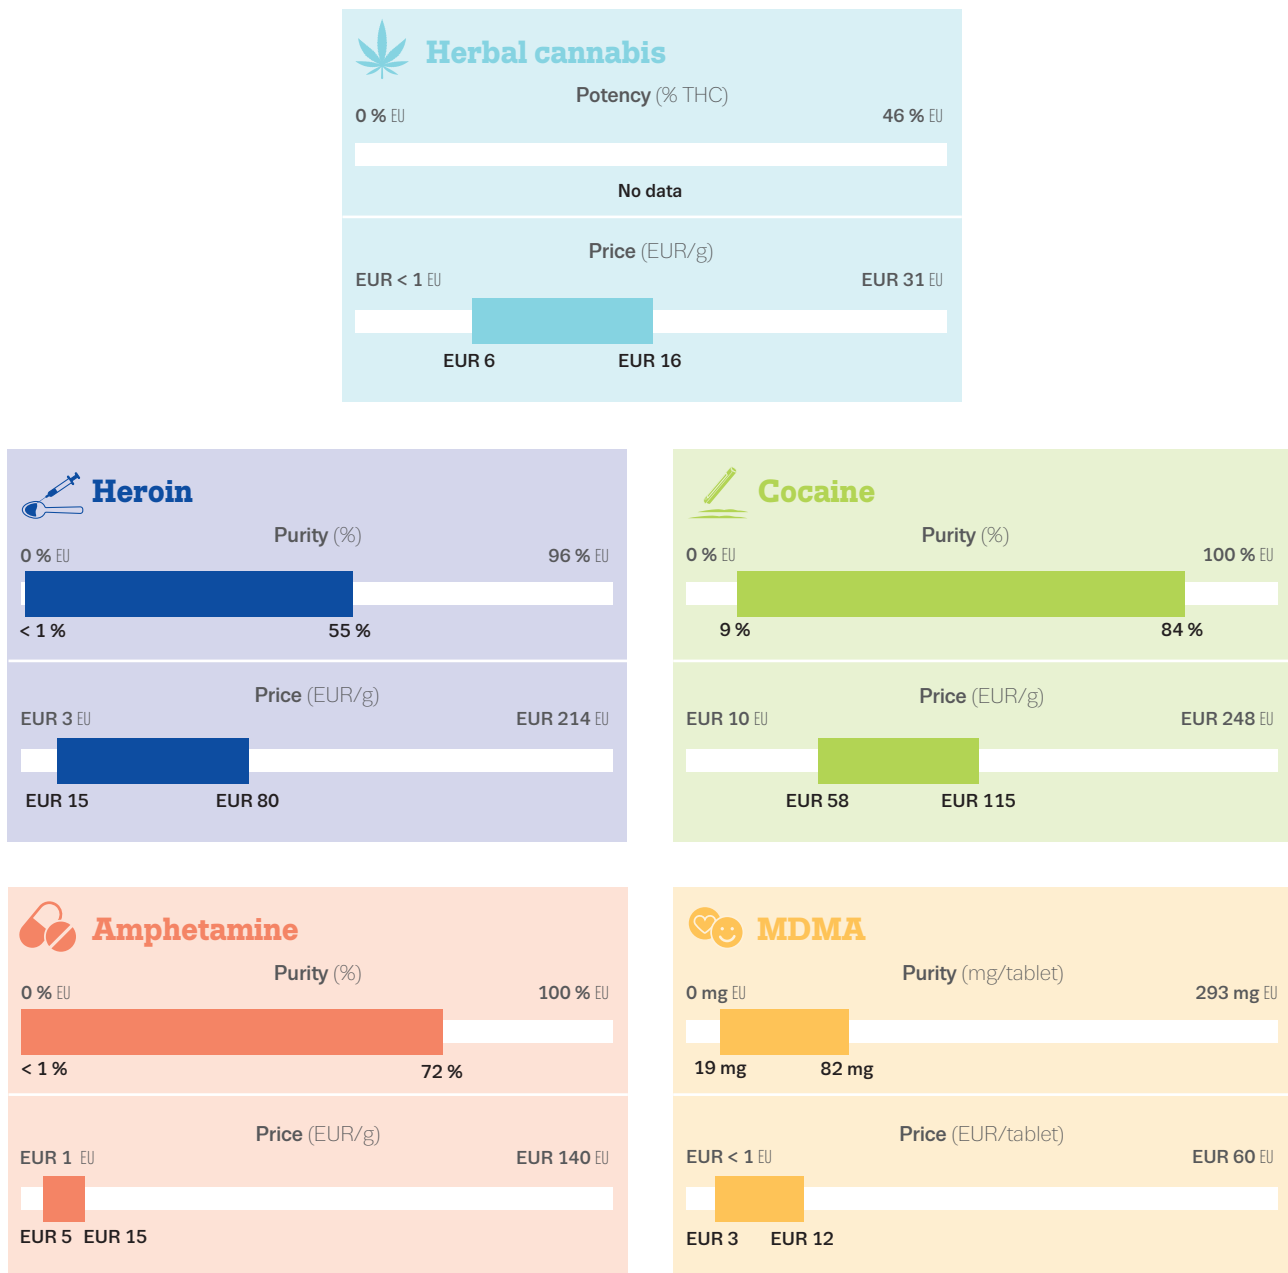 Herbal cannabis
Potency (% THC)
0 % EU
46 % EU
No data
Price (EUR/g)
EUR < 1 EU
EUR 31 EU
EUR 6
EUR 16
Heroin
Purity (%)
0 % EU
96 % EU
< 1 %
55 %
Price (EUR/g)
EUR 3 EU
EUR 214 EU
EUR 15
EUR 80
Cocaine
Purity (%)
0 % EU
100 % EU
9 %
84 %
Price (EUR/g)
EUR 10 EU
EUR 248 EU
EUR 58
EUR 115
Amphetamine
Purity (%)
0 % EU
100 % EU
< 1 %
72 %
Price (EUR/g)
EUR 1 EU
EUR 140 EU
EUR 5
EUR 15
MDMA
Purity (mg/tablet)
0 mg EU
293 mg EU
19 mg
82 mg
Price (EUR/tablet)
EUR < 1 EU
EUR 60 EU
EUR 3
EUR 12